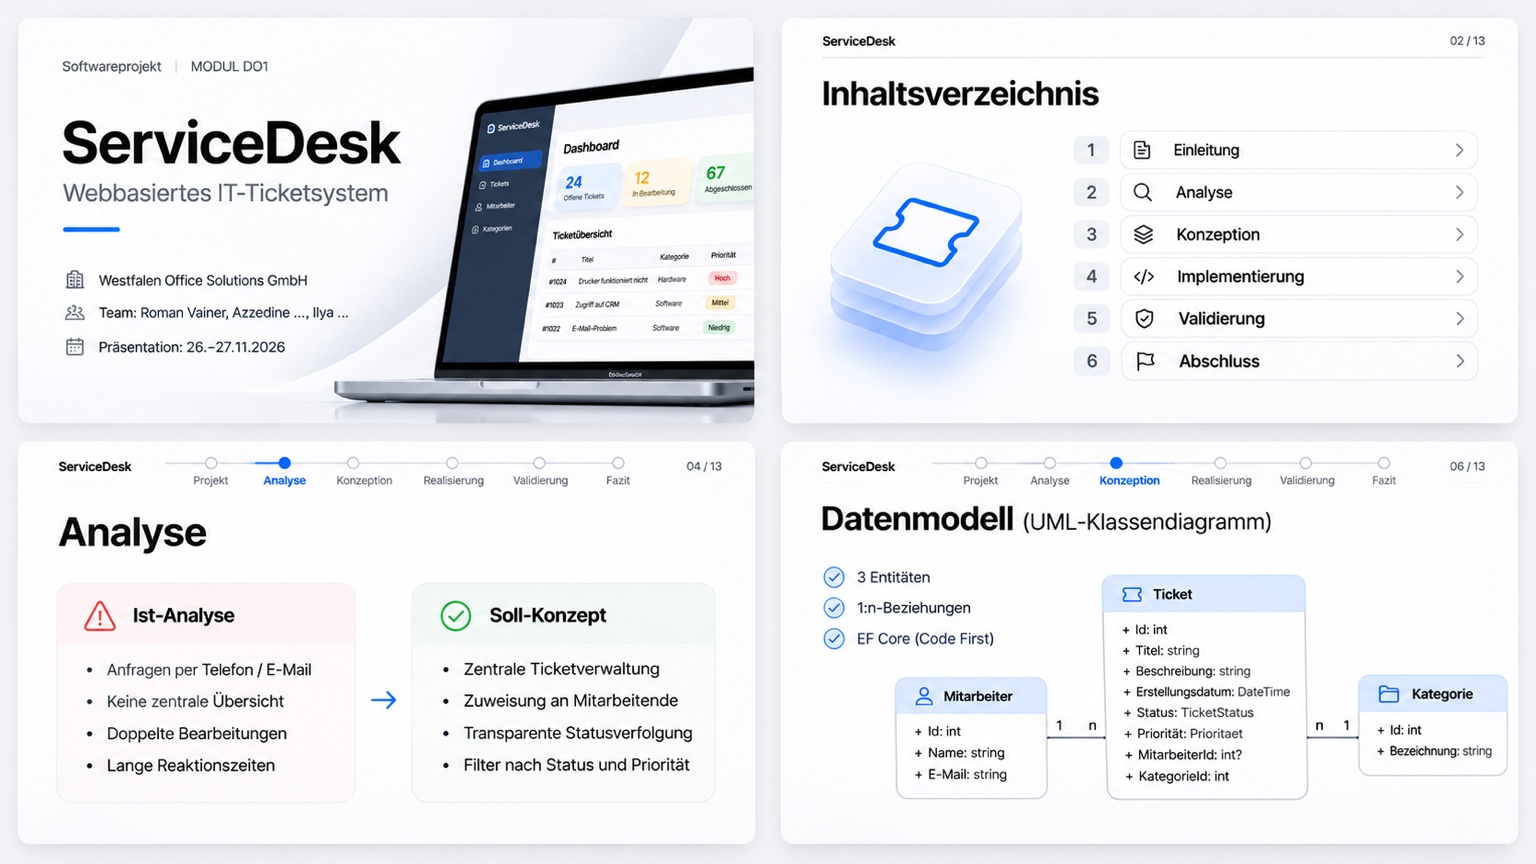 Softwareprojekt | MODUL DO1
ServiceDesk
Webbasiertes IT-Ticketsystem
Westfalen Office Solutions GmbH
Team: Roman Vainer, Azzedine ..., Ilya ...
Präsentation: 26.–27.11.2026
ServiceDesk
Dashboard
Tickets
Mitarbeiter
Kategorien
Dashboard
24
Offene Tickets
12
In Bearbeitung
67
Abgeschlossen
Ticketübersicht
# Titel Kategorie Priorität
#1024 Drucker funktioniert nicht Hardware Hoch
#1023 Zugriff auf CRM Software Mittel
#1022 E-Mail-Problem Software Niedrig
ServiceDesk 02 / 13
Inhaltsverzeichnis
1 Einleitung
2 Analyse
3 Konzeption
4 Implementierung
5 Validierung
6 Abschluss
ServiceDesk 04 / 13
Projekt Analyse Konzeption Realisierung Validierung Fazit
Analyse
Ist-Analyse
• Anfragen per Telefon / E-Mail
• Keine zentrale Übersicht
• Doppelte Bearbeitungen
• Lange Reaktionszeiten
Soll-Konzept
• Zentrale Ticketverwaltung
• Zuweisung an Mitarbeitende
• Transparente Statusverfolgung
• Filter nach Status und Priorität
ServiceDesk 06 / 13
Projekt Analyse Konzeption Realisierung Validierung Fazit
Datenmodell (UML-Klassendiagramm)
3 Entitäten
1:n-Beziehungen
EF Core (Code First)
Mitarbeiter
+ Id: int
+ Name: string
+ E-Mail: string
1 n
Ticket
+ Id: int
+ Titel: string
+ Beschreibung: string
+ Erstellungsdatum: DateTime
+ Status: TicketStatus
+ Priorität: Prioritaet
+ MitarbeiterId: int?
+ KategorieId: int
n 1
Kategorie
+ Id: int
+ Bezeichnung: string